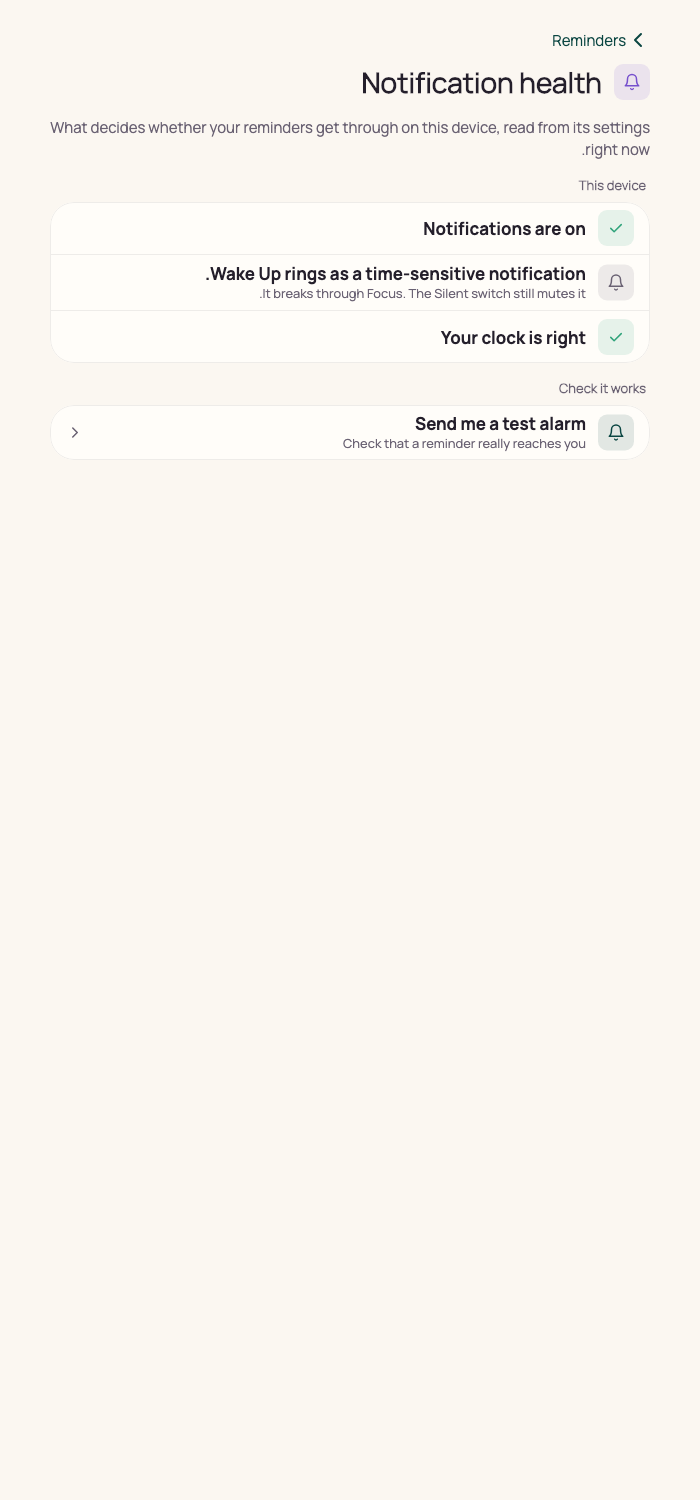 Reminders
Notification health
What decides whether your reminders get through on this device, read from its settings
right now.
This device
Notifications are on
Wake Up rings as a time-sensitive notification.
It breaks through Focus. The Silent switch still mutes it.
Your clock is right
Check it works
Send me a test alarm
Check that a reminder really reaches you